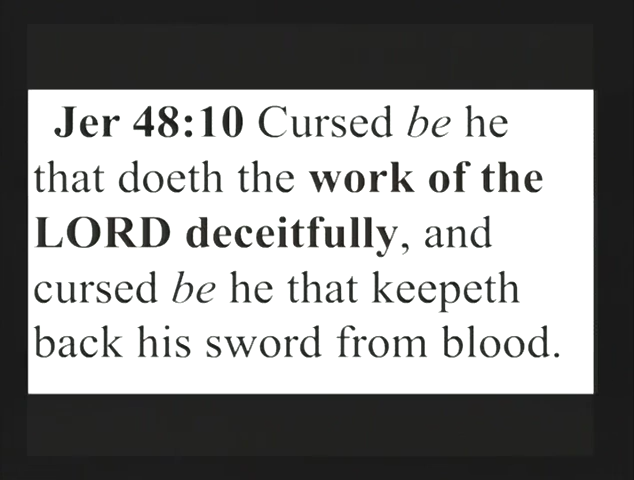 Jer 48:10 Cursed be he
that doeth the work of the
LORD deceitfully, and
cursed be he that keepeth
back his sword from blood.